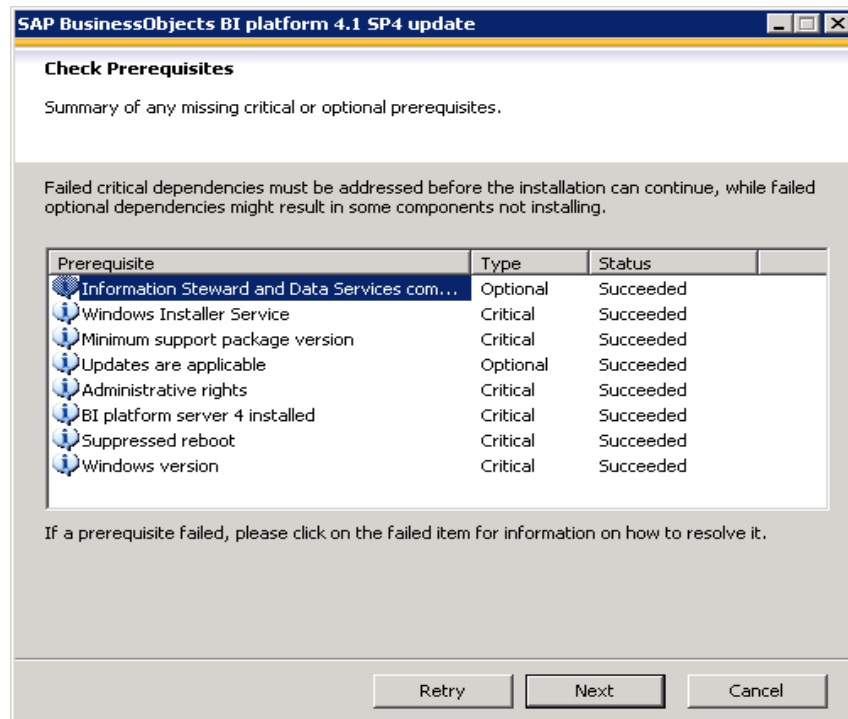 SAP BusinessObjects BI platform 4.1 SP4 update
Check Prerequisites
Summary of any missing critical or optional prerequisites.
Failed critical dependencies must be addressed before the installation can continue, while failed
optional dependencies might result in some components not installing.
Prerequisite Type Status
Information Steward and Data Services com... Optional Succeeded
Windows Installer Service Critical Succeeded
Minimum support package version Critical Succeeded
Updates are applicable Optional Succeeded
Administrative rights Critical Succeeded
BI platform server 4 installed Critical Succeeded
Suppressed reboot Critical Succeeded
Windows version Critical Succeeded
If a prerequisite failed, please click on the failed item for information on how to resolve it.
Retry Next Cancel